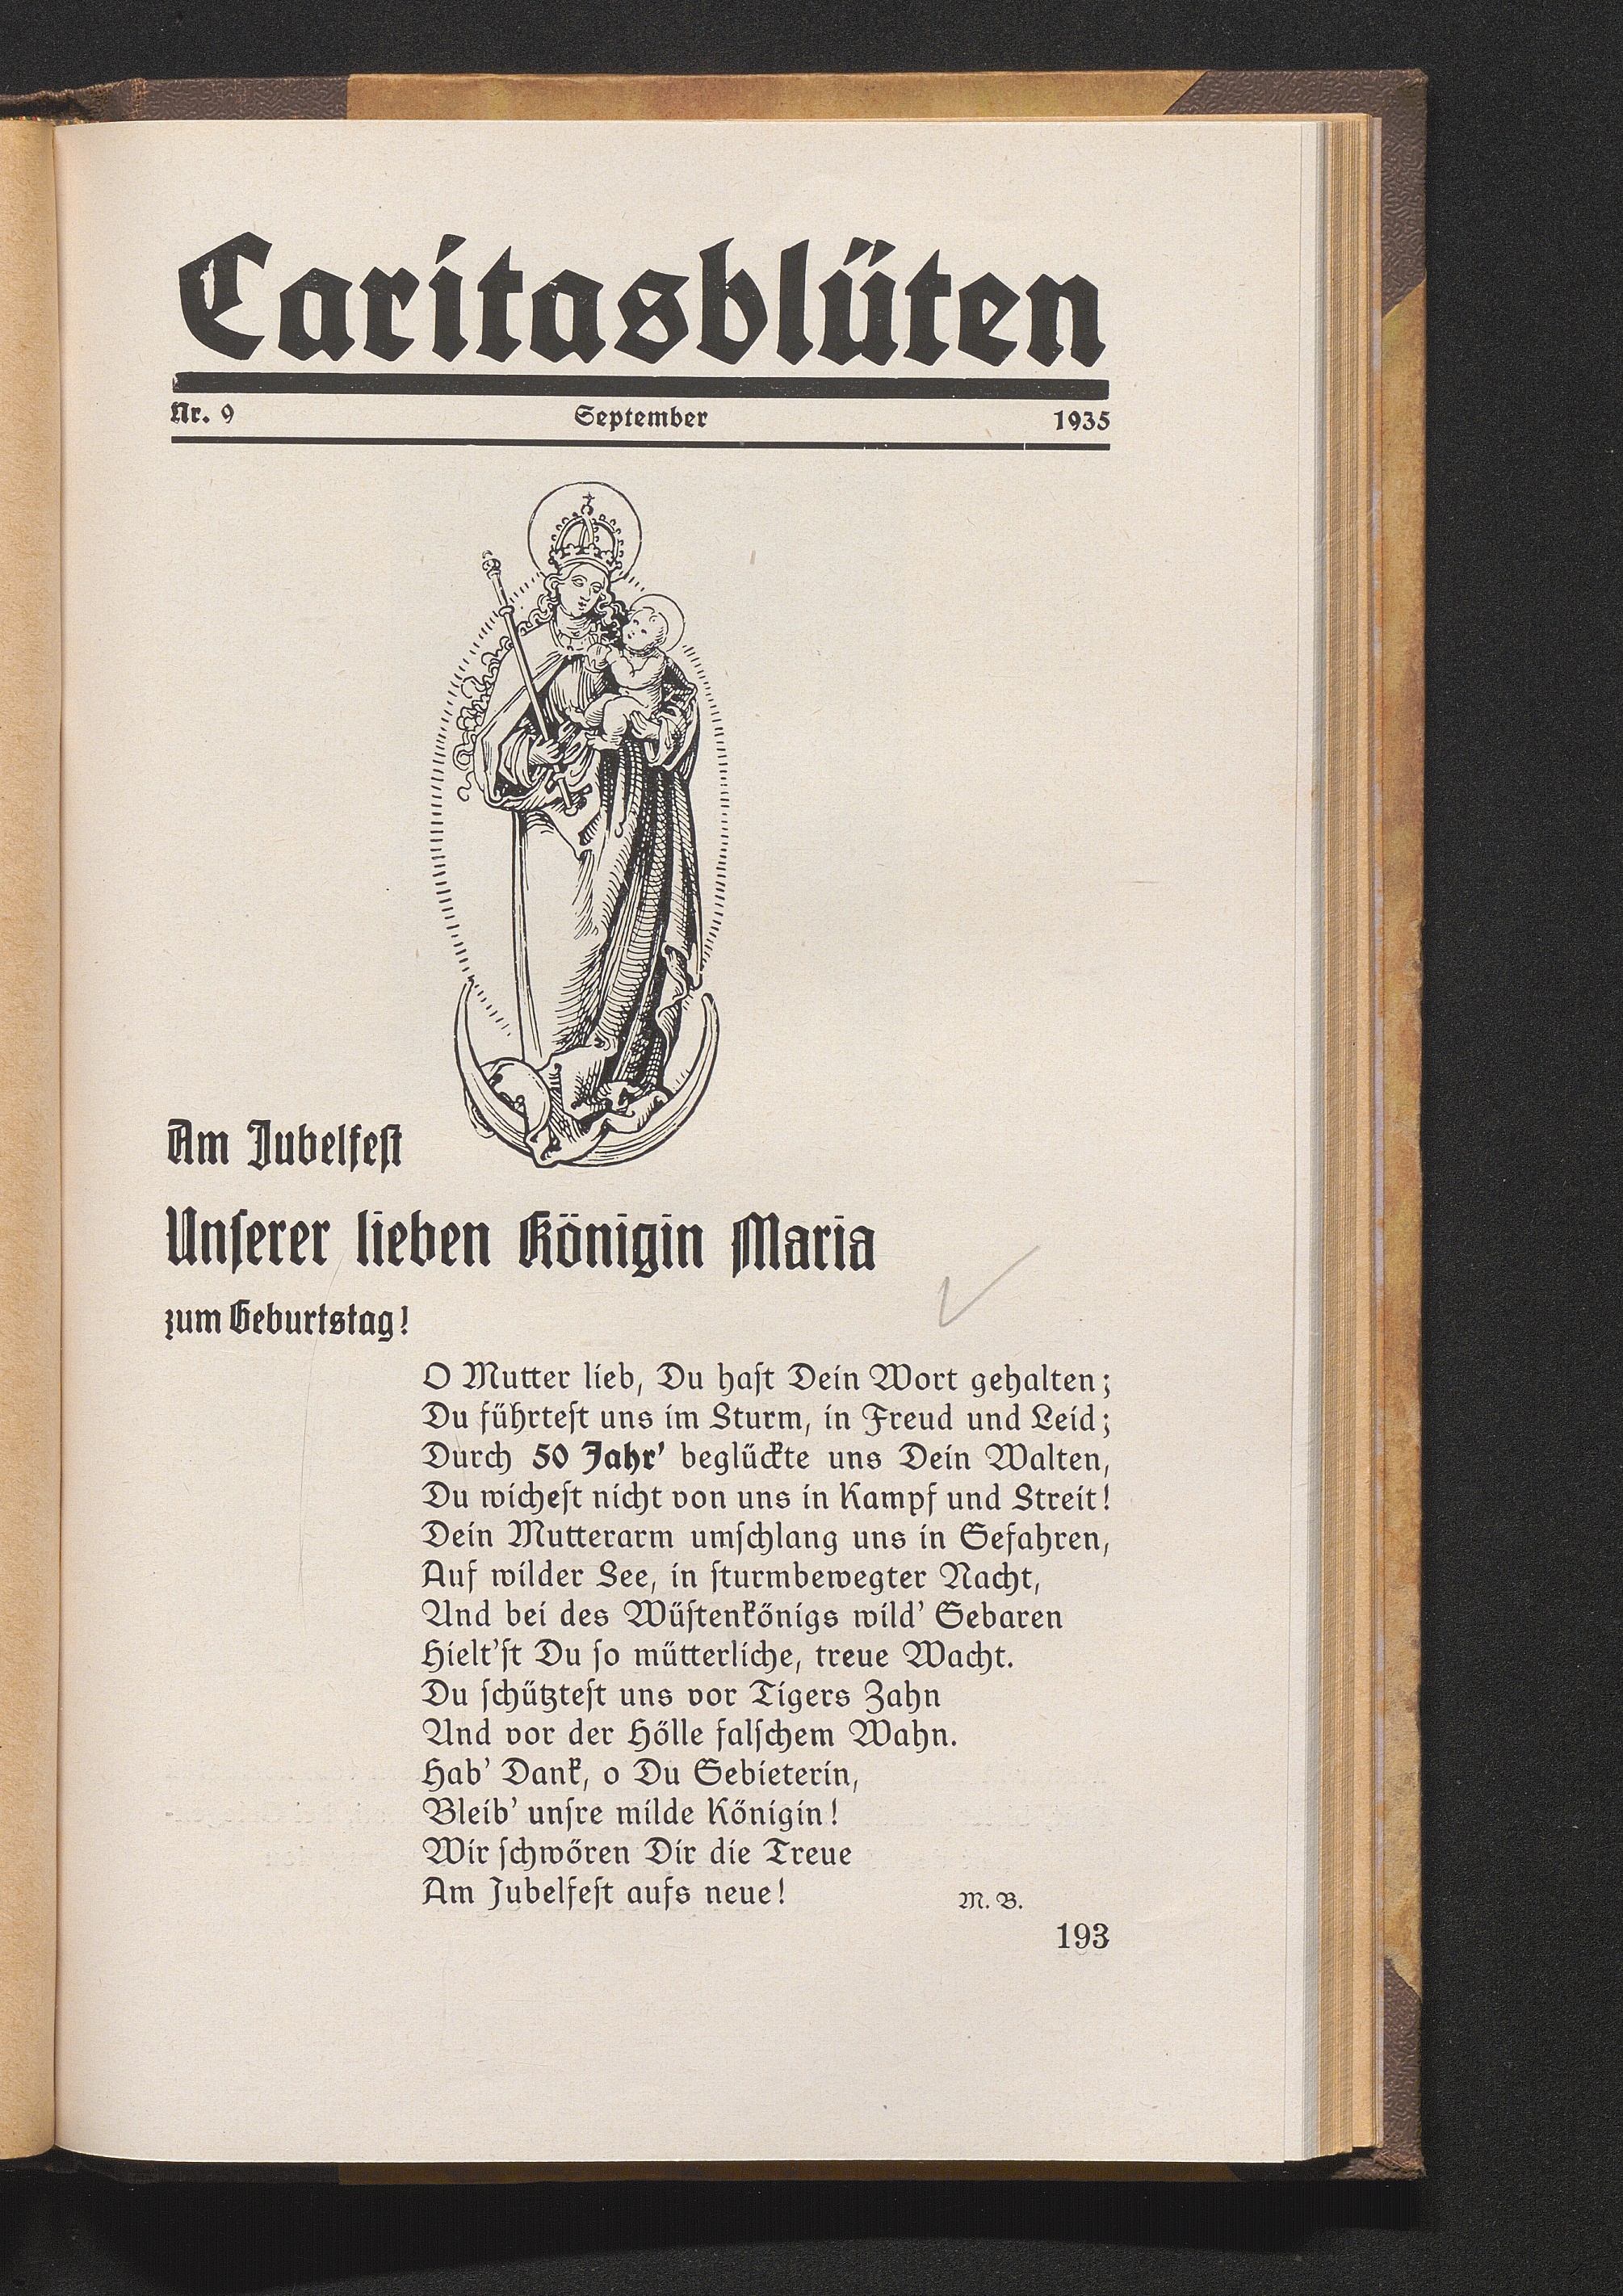 Caritasblüten
Nr. 9 September 1935
Am Jubelfeſt
Unſerer lieben Königin Maria
zum Geburtstag!
O Mutter lieb, Du haſt Dein Wort gehalten;
Du führteſt uns im Sturm, in Freud und Leid;
Durch 50 Jahr' beglückte uns Dein Walten,
Du wicheſt nicht von uns in Kampf und Streit!
Dein Mutterarm umſchlang uns in Gefahren,
Auf wilder See, in ſturmbewegter Nacht,
Und bei des Wüſtenkönigs wild' Gebaren
Hielt'ſt Du ſo mütterliche, treue Wacht.
Du ſchützteſt uns vor Tigers Zahn
Und vor der Hölle falſchem Wahn.
Hab' Dank, o Du Gebieterin,
Bleib' unſre milde Königin!
Wir ſchwören Dir die Treue
Am Jubelfeſt aufs neue!
M. B.
193